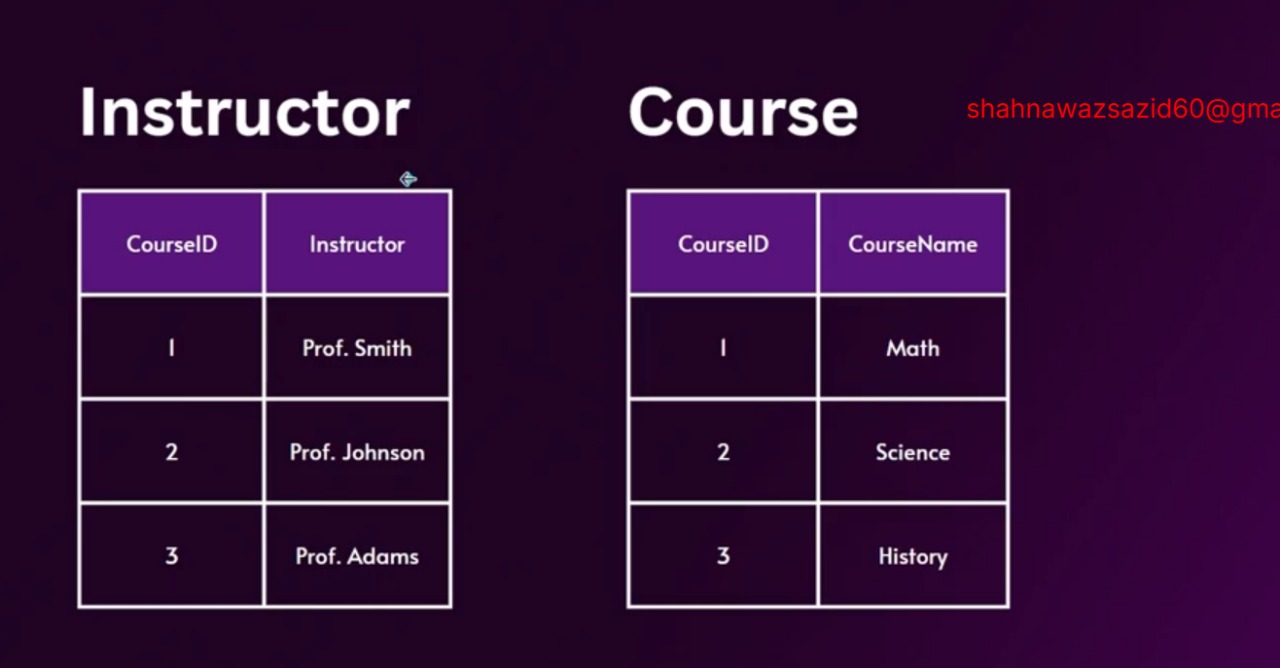 Instructor
CourseID Instructor
1 Prof. Smith
2 Prof. Johnson
3 Prof. Adams
Course
CourseID CourseName
1 Math
2 Science
3 History
shahnawazsazid60@gma